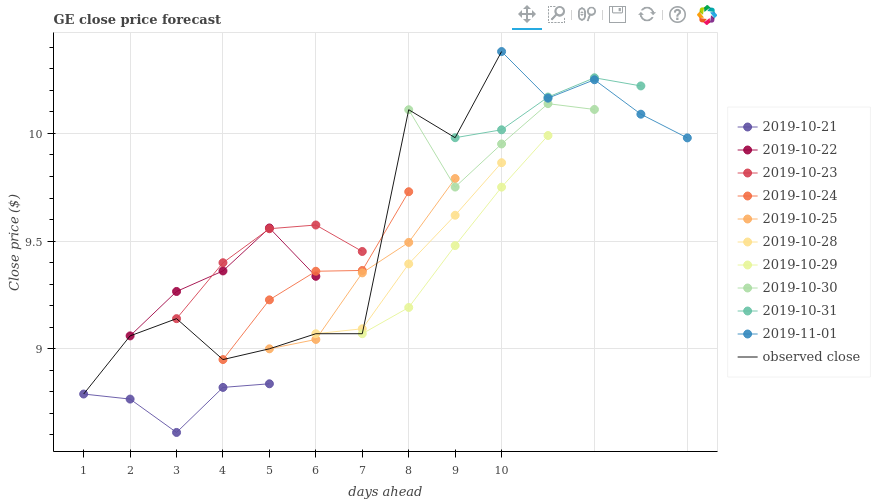 GE close price forecast
10
9.5
9
Close price ($)
1 2 3 4 5 6 7 8 9 10
days ahead
2019-10-21
2019-10-22
2019-10-23
2019-10-24
2019-10-25
2019-10-28
2019-10-29
2019-10-30
2019-10-31
2019-11-01
observed close